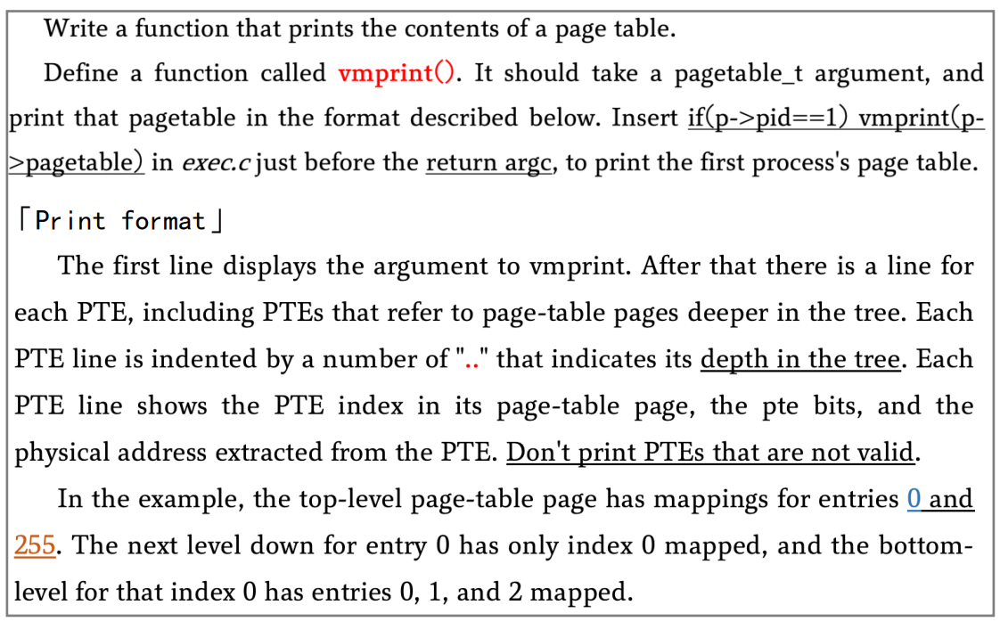 Write a function that prints the contents of a page table.
Define a function called vmprint(). It should take a pagetable_t argument, and
print that pagetable in the format described below. Insert if(p->pid==1) vmprint(p-
>pagetable) in exec.c just before the return argc, to print the first process's page table.
「Print format」
The first line displays the argument to vmprint. After that there is a line for
each PTE, including PTEs that refer to page-table pages deeper in the tree. Each
PTE line is indented by a number of ".." that indicates its depth in the tree. Each
PTE line shows the PTE index in its page-table page, the pte bits, and the
physical address extracted from the PTE. Don't print PTEs that are not valid.
In the example, the top-level page-table page has mappings for entries 0 and
255. The next level down for entry 0 has only index 0 mapped, and the bottom-
level for that index 0 has entries 0, 1, and 2 mapped.